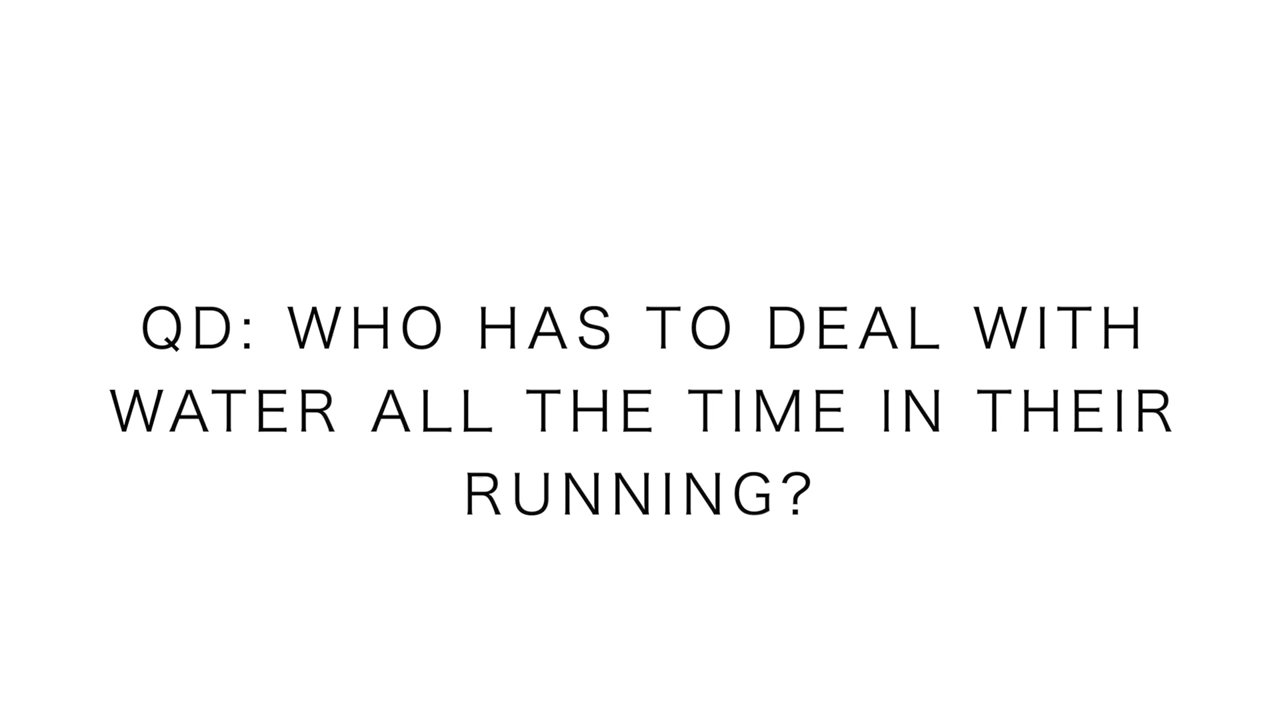 QD: WHO HAS TO DEAL WITH
WATER ALL THE TIME IN THEIR
RUNNING?